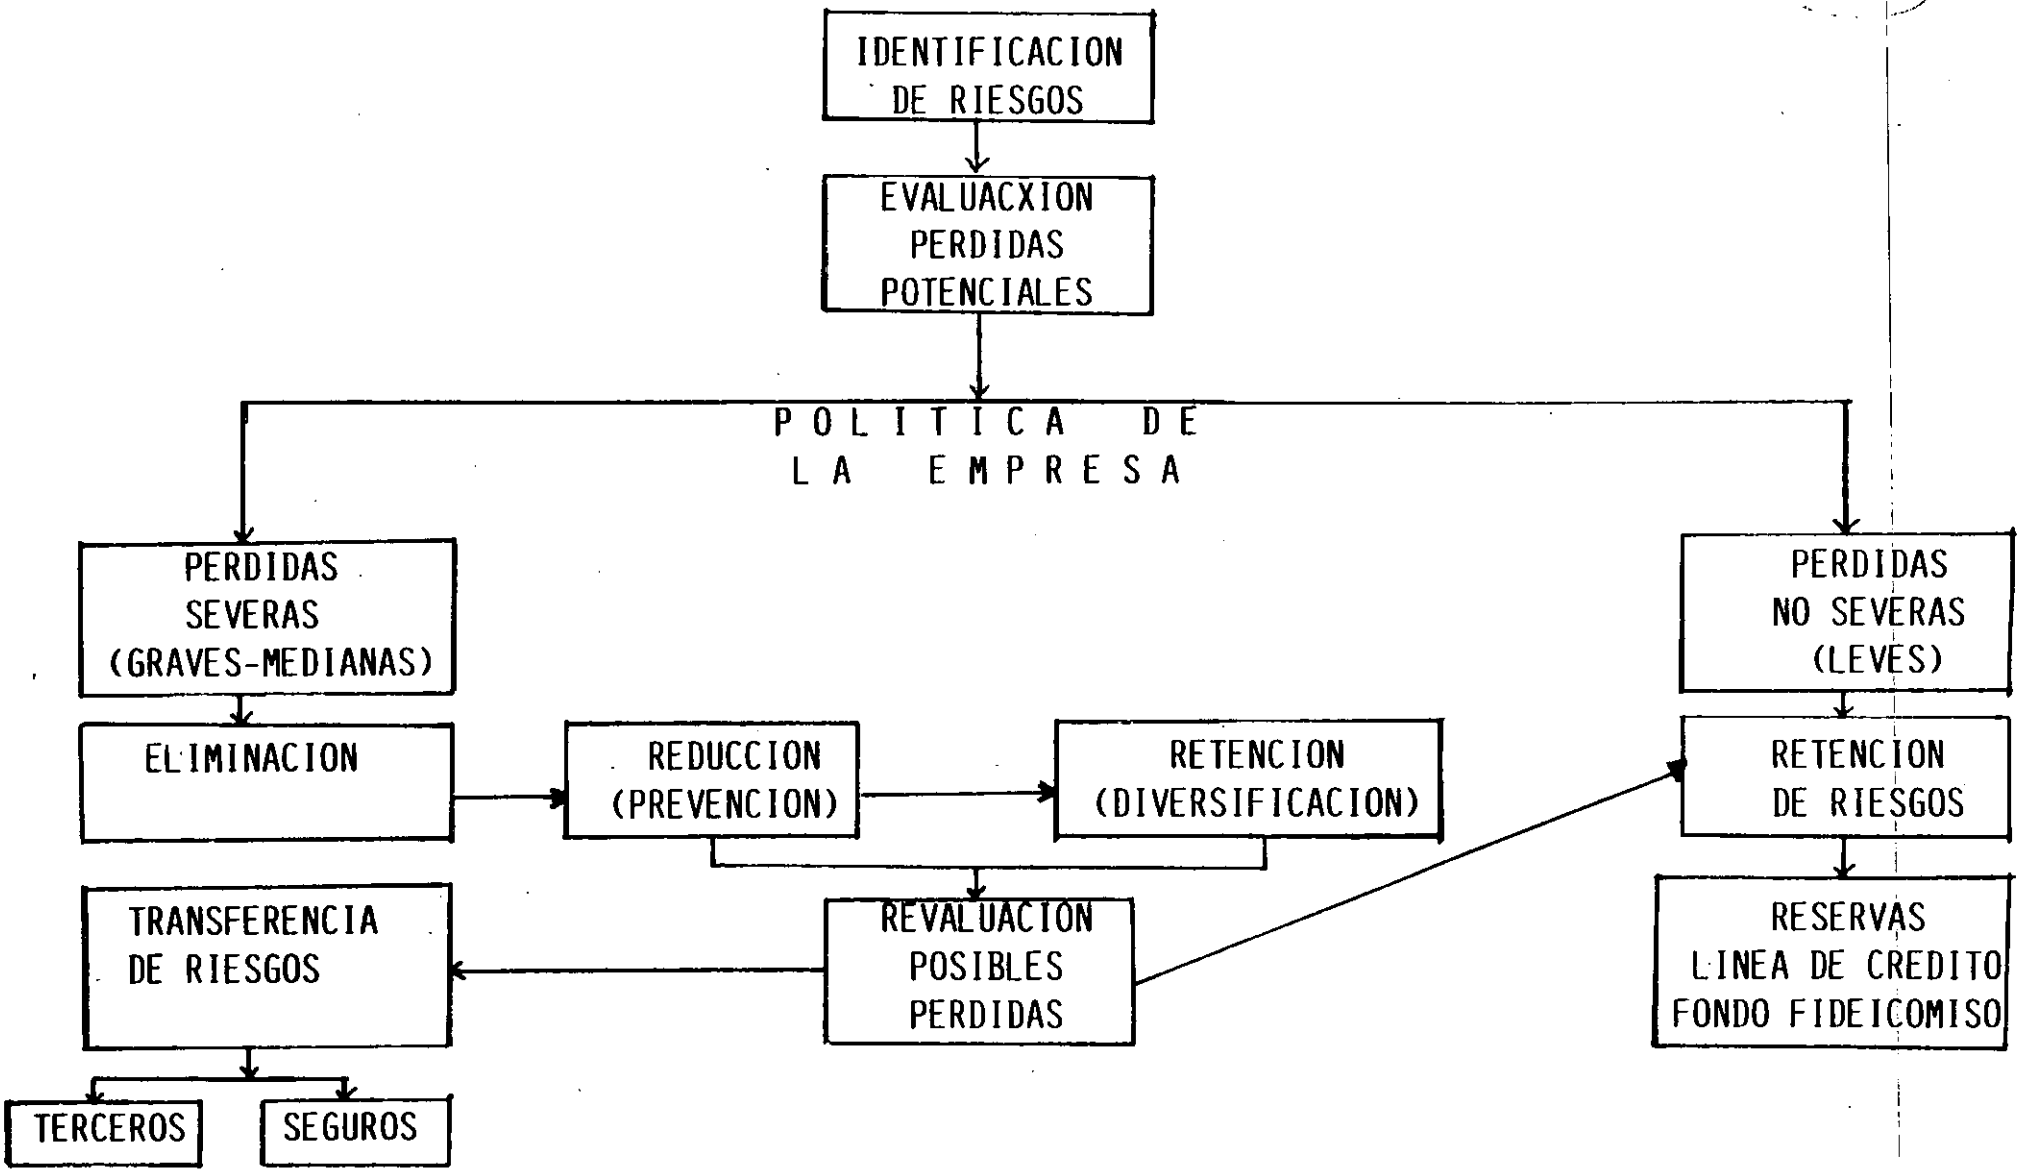 IDENTIFICACION
DE RIESGOS
EVALUACXION
PERDIDAS
POTENCIALES
POLITICA DE
LA EMPRESA
PERDIDAS
SEVERAS
(GRAVES-MEDIANAS)
PERDIDAS
NO SEVERAS
(LEVES)
ELIMINACION
REDUCCION
(PREVENCION)
RETENCION
(DIVERSIFICACION)
RETENCION
DE RIESGOS
TRANSFERENCIA
DE RIESGOS
REVALUACION
POSIBLES
PERDIDAS
RESERVAS
LINEA DE CREDITO
FONDO FIDEICOMISO
TERCEROS
SEGUROS